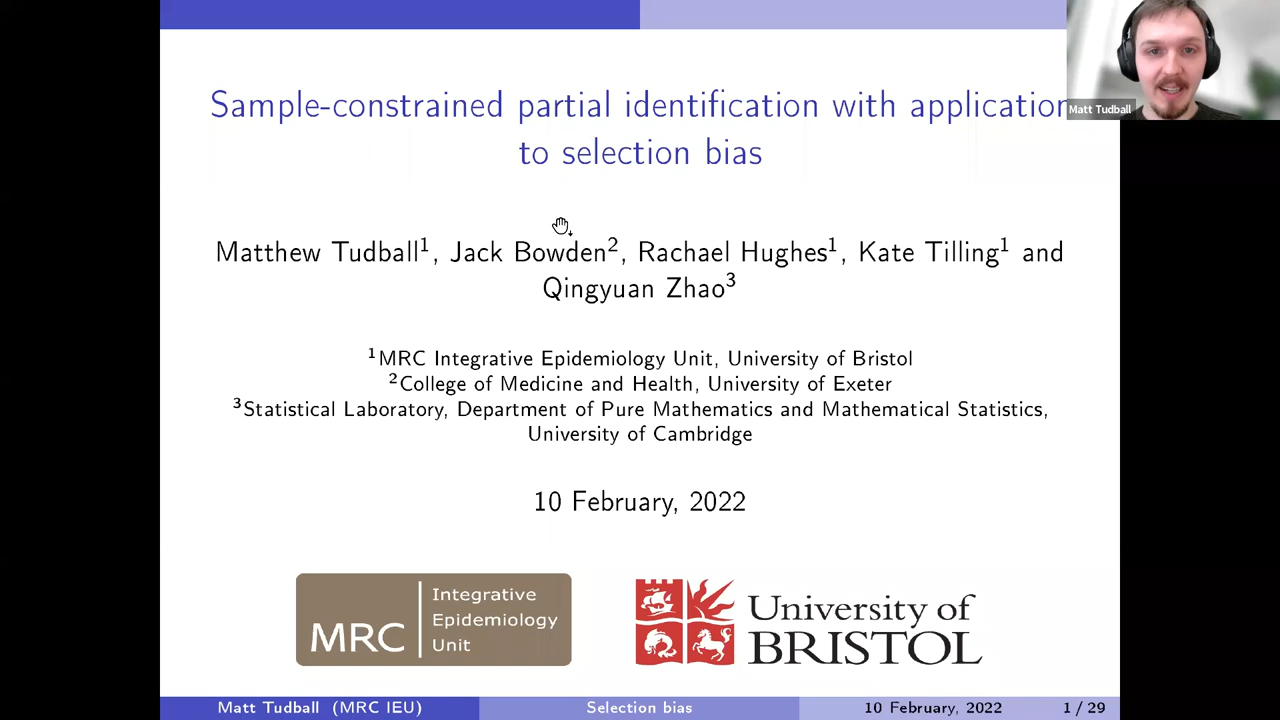 Sample-constrained partial identification with application
to selection bias
Matt Tudball
Matthew Tudball1, Jack Bowden2, Rachael Hughes1, Kate Tilling1 and
Qingyuan Zhao3
1MRC Integrative Epidemiology Unit, University of Bristol
2College of Medicine and Health, University of Exeter
3Statistical Laboratory, Department of Pure Mathematics and Mathematical Statistics,
University of Cambridge
10 February, 2022
MRC
Integrative
Epidemiology
Unit
University of
BRISTOL
Matt Tudball (MRC IEU) Selection bias 10 February, 2022 1 / 29